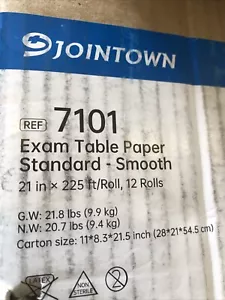 JOINTOWN
REF 7101
Exam Table Paper
Standard - Smooth
21 in × 225 ft/Roll, 12 Rolls
G.W: 21.8 lbs (9.9 kg)
N.W: 20.7 lbs (9.4 kg)
Carton size: 11*8.3*21.5 inch (28*21*54.5 cm)
LATEX
NON
STERILE
2